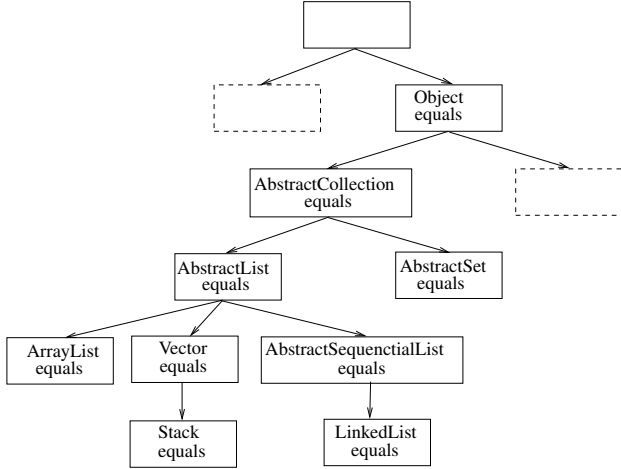 Object
equals
AbstractCollection
equals
AbstractList
equals
AbstractSet
equals
ArrayList
equals
Vector
equals
AbstractSequenctialList
equals
Stack
equals
LinkedList
equals